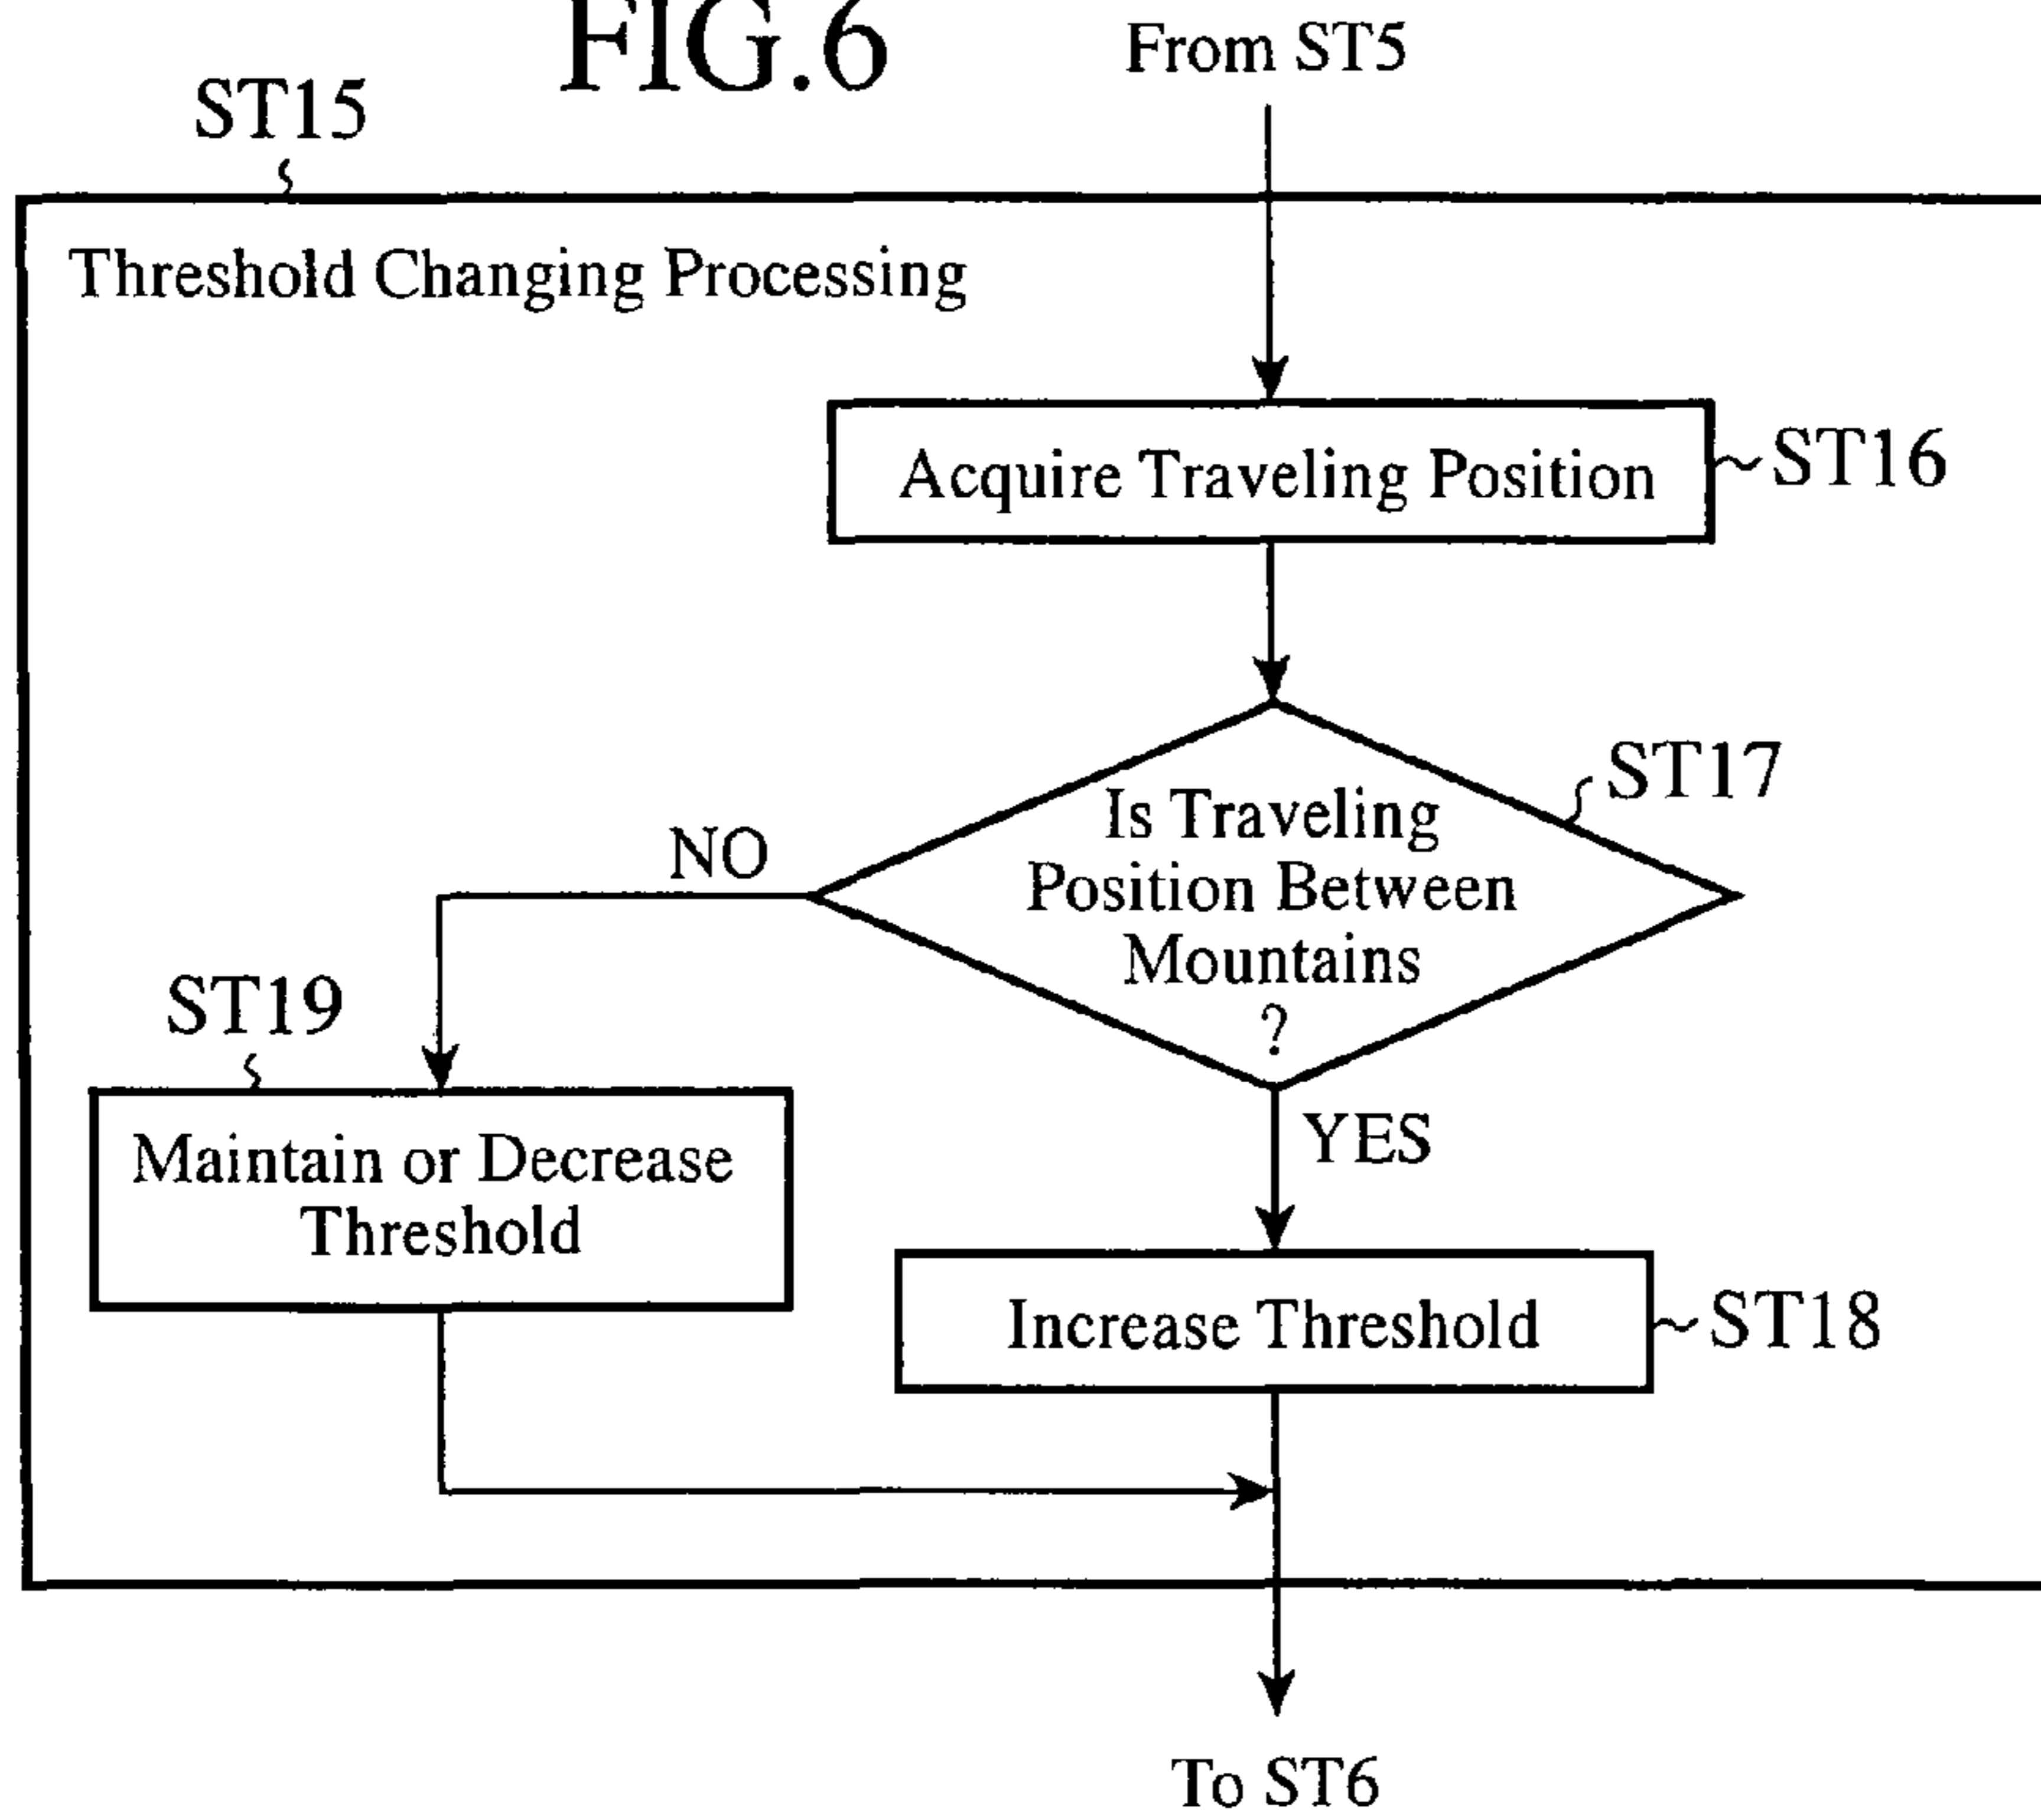 FIG.6
From ST5
ST15
Threshold Changing Processing
Acquire Traveling Position
ST16
Is Traveling
Position Between
Mountains
?
ST17
NO
YES
ST19
Maintain or Decrease
Threshold
Increase Threshold
ST18
To ST6